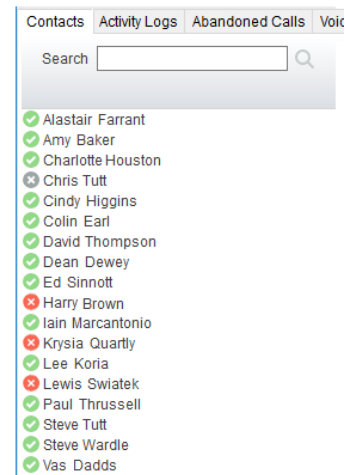 Contacts Activity Logs Abandoned Calls Voic
Search
Alastair Farrant
Amy Baker
Charlotte Houston
Chris Tutt
Cindy Higgins
Colin Earl
David Thompson
Dean Dewey
Ed Sinnott
Harry Brown
Iain Marcantonio
Krysia Quartly
Lee Koria
Lewis Swiatek
Paul Thrussell
Steve Tutt
Steve Wardle
Vas Dadds